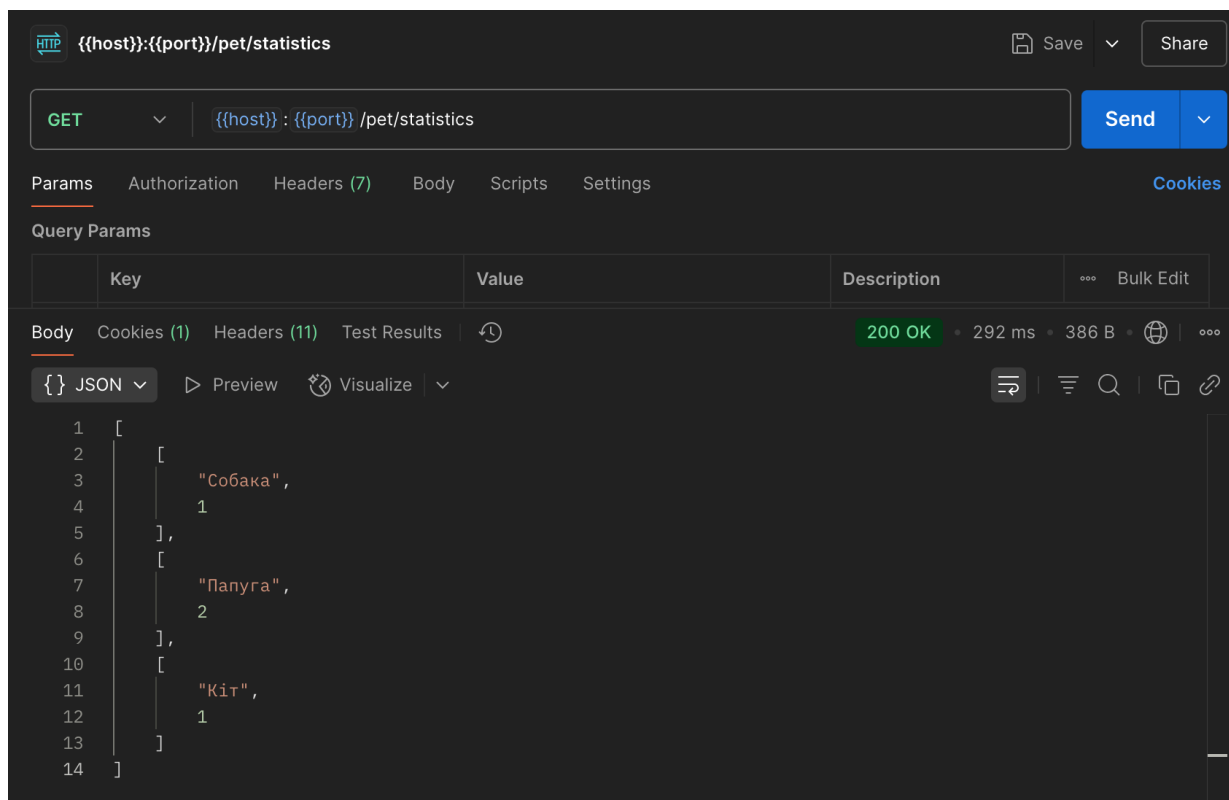 HTTP {{host}}:{{port}}/pet/statistics Save Share
GET {{host}}:{{port}}/pet/statistics Send
Params Authorization Headers (7) Body Scripts Settings Cookies
Query Params
Key Value Description Bulk Edit
Body Cookies (1) Headers (11) Test Results 200 OK • 292 ms • 386 B •
{} JSON Preview Visualize
1 [
2 [
3 "Собака",
4 1
5 ],
6 [
7 "Папуга",
8 2
9 ],
10 [
11 "Кіт",
12 1
13 ]
14 ]